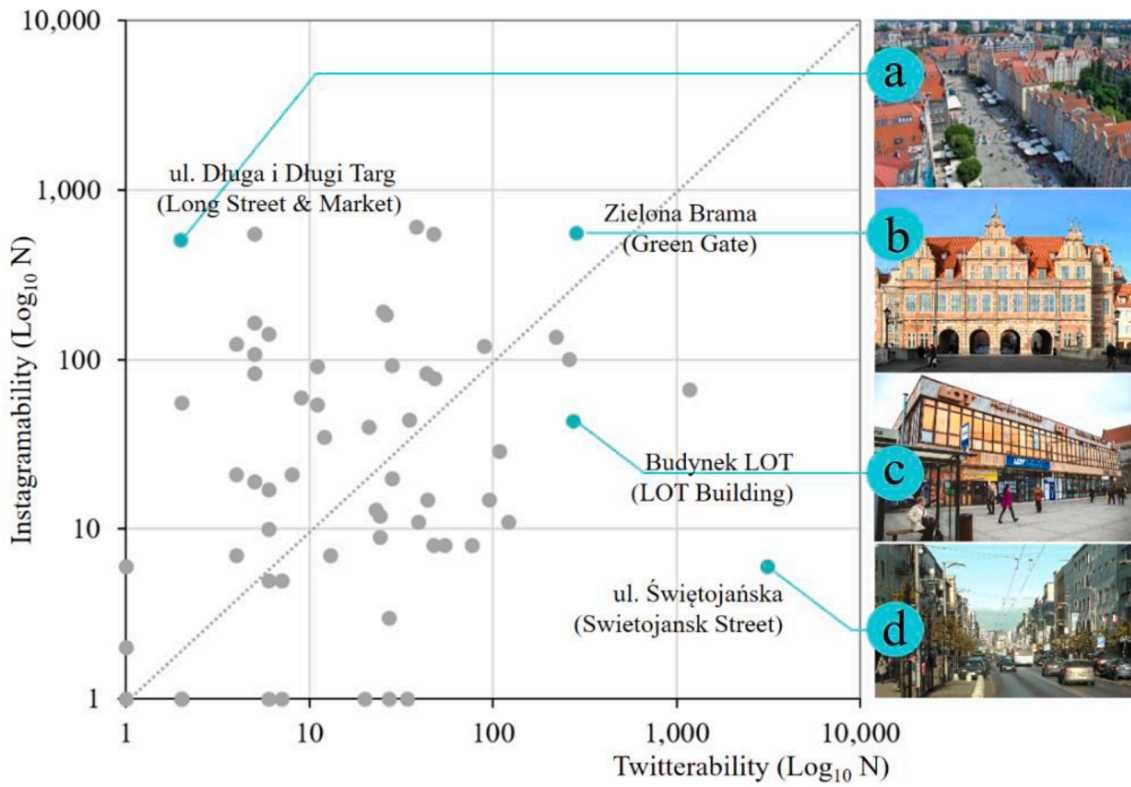 10,000
1,000
100
10
1
1
10
100
1,000
10,000
Instagramability (Log₁₀ N)
Twitterability (Log₁₀ N)
ul. Długa i Długi Targ
(Long Street & Market)
Zielona Brama
(Green Gate)
Budynek LOT
(LOT Building)
ul. Świętojańska
(Swietojansk Street)
a
b
c
d
LOT